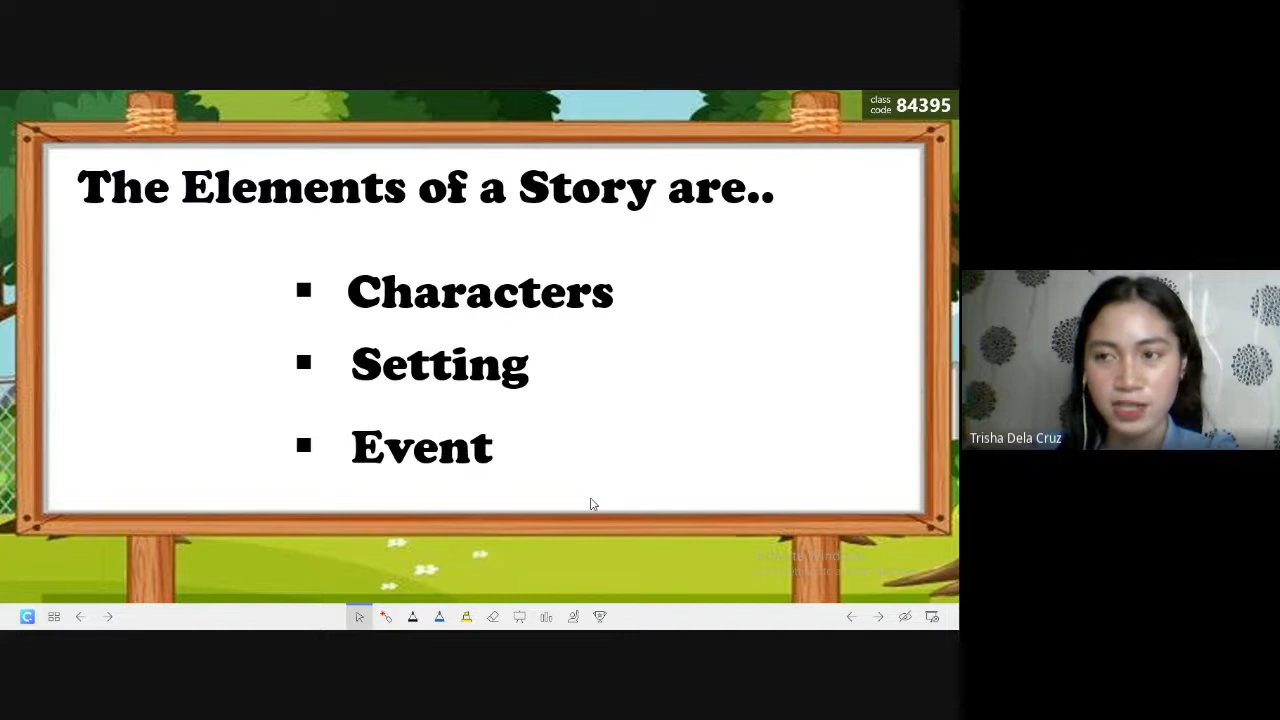 class
code 84395
The Elements of a Story are..
▪ Characters
▪ Setting
▪ Event
Trisha Dela Cruz